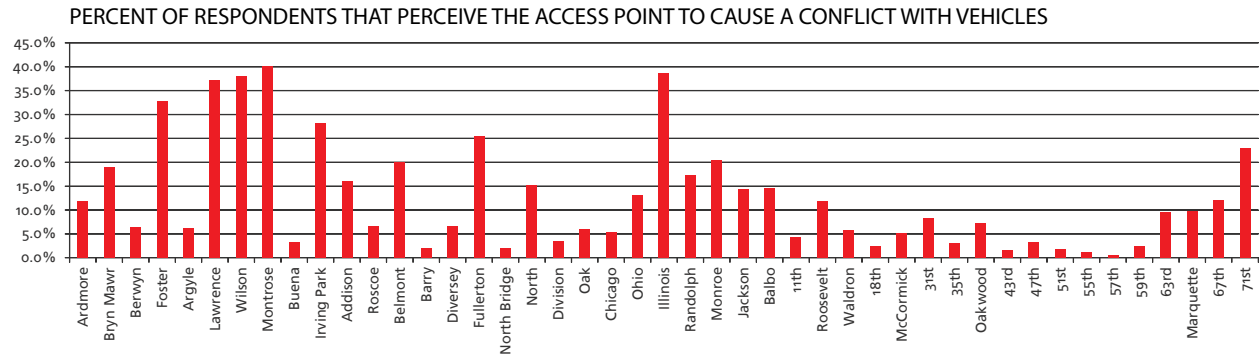 PERCENT OF RESPONDENTS THAT PERCEIVE THE ACCESS POINT TO CAUSE A CONFLICT WITH VEHICLES
45.0%
40.0%
35.0%
30.0%
25.0%
20.0%
15.0%
10.0%
5.0%
0.0%
Ardmore
Bryn Mawr
Berwyn
Foster
Argyle
Lawrence
Wilson
Montrose
Buena
Irving Park
Addison
Roscoe
Belmont
Barry
Diversey
Fullerton
North Bridge
North
Division
Oak
Chicago
Ohio
Illinois
Randolph
Monroe
Jackson
Balbo
11th
Roosevelt
Waldron
18th
McCormick
31st
35th
Oakwood
43rd
47th
51st
55th
57th
59th
63rd
Marquette
67th
71st